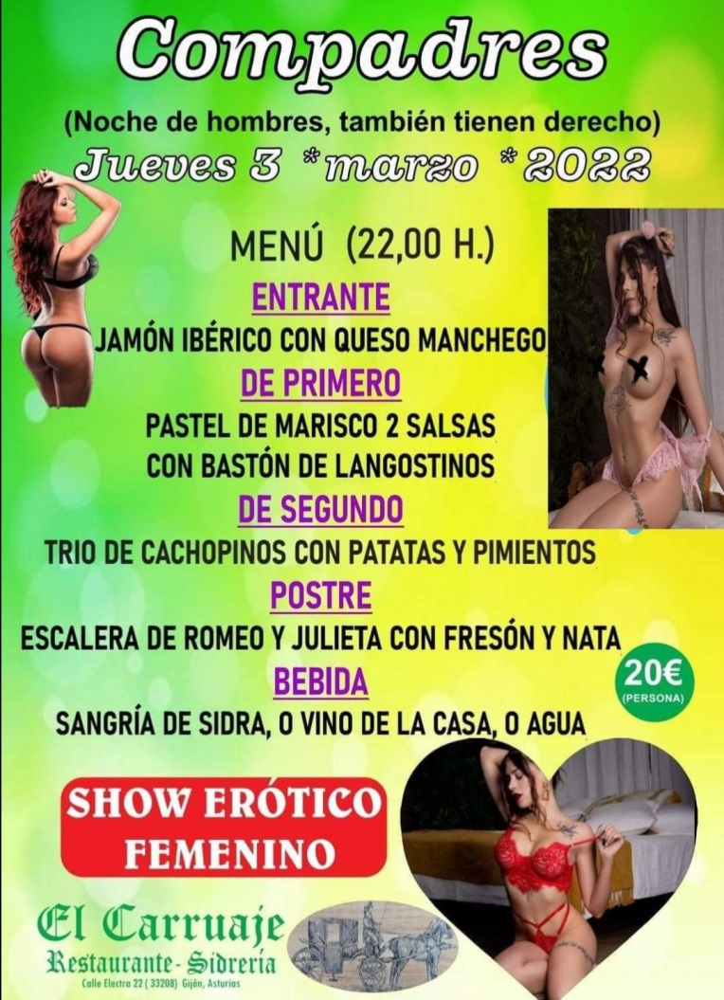 Compadres
(Noche de hombres, también tienen derecho)
Jueves 3 *marzo *2022
MENÚ (22,00 H.)
ENTRANTE
JAMÓN IBÉRICO CON QUESO MANCHEGO
DE PRIMERO
PASTEL DE MARISCO 2 SALSAS
CON BASTÓN DE LANGOSTINOS
DE SEGUNDO
TRIO DE CACHOPINOS CON PATATAS Y PIMIENTOS
POSTRE
ESCALERA DE ROMEO Y JULIETA CON FRESÓN Y NATA
BEBIDA
20€
(PERSONA)
SANGRÍA DE SIDRA, O VINO DE LA CASA, O AGUA
SHOW ERÓTICO
FEMENINO
El Carruaje
Restaurante - Sidrería
Calle Electra 22 ( 33208) Gijón, Asturias